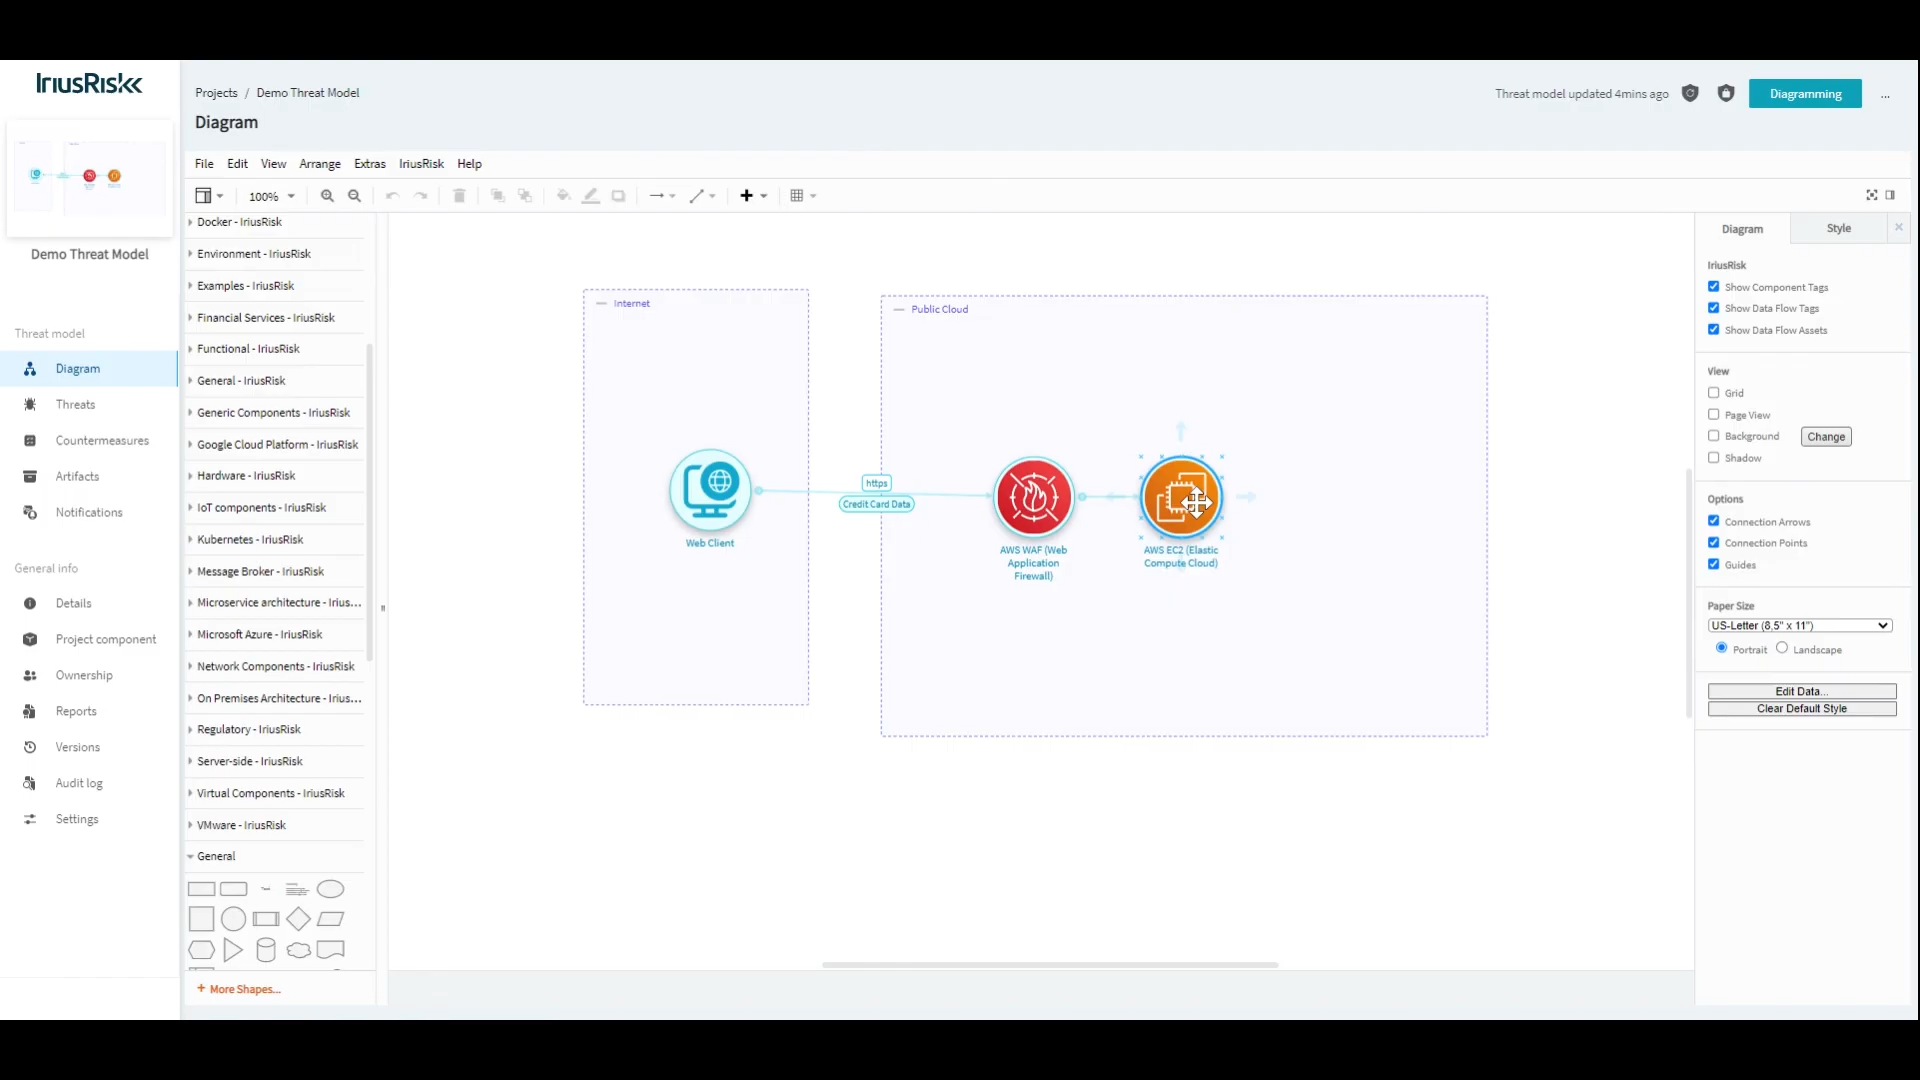 IriusRisk
Projects / Demo Threat Model
Diagram
Threat model updated 4mins ago
Diagramming
...
File Edit View Arrange Extras IriusRisk Help
100%
Demo Threat Model
Threat model
Diagram
Threats
Countermeasures
Artifacts
Notifications
General info
Details
Project component
Ownership
Reports
Versions
Audit log
Settings
Docker - IriusRisk
Environment - IriusRisk
Examples - IriusRisk
Financial Services - IriusRisk
Functional - IriusRisk
General - IriusRisk
Generic Components - IriusRisk
Google Cloud Platform - IriusRisk
Hardware - IriusRisk
IoT components - IriusRisk
Kubernetes - IriusRisk
Message Broker - IriusRisk
Microservice architecture - Irius...
Microsoft Azure - IriusRisk
Network Components - IriusRisk
On Premises Architecture - Irius...
Regulatory - IriusRisk
Server-side - IriusRisk
Virtual Components - IriusRisk
VMware - IriusRisk
General
+ More Shapes...
Internet
Public Cloud
https
Credit Card Data
Web Client
AWS WAF (Web
Application
Firewall)
AWS EC2 (Elastic
Compute Cloud)
Diagram
Style
IriusRisk
Show Component Tags
Show Data Flow Tags
Show Data Flow Assets
View
Grid
Page View
Background
Change
Shadow
Options
Connection Arrows
Connection Points
Guides
Paper Size
US-Letter (8,5" x 11")
Portrait
Landscape
Edit Data...
Clear Default Style